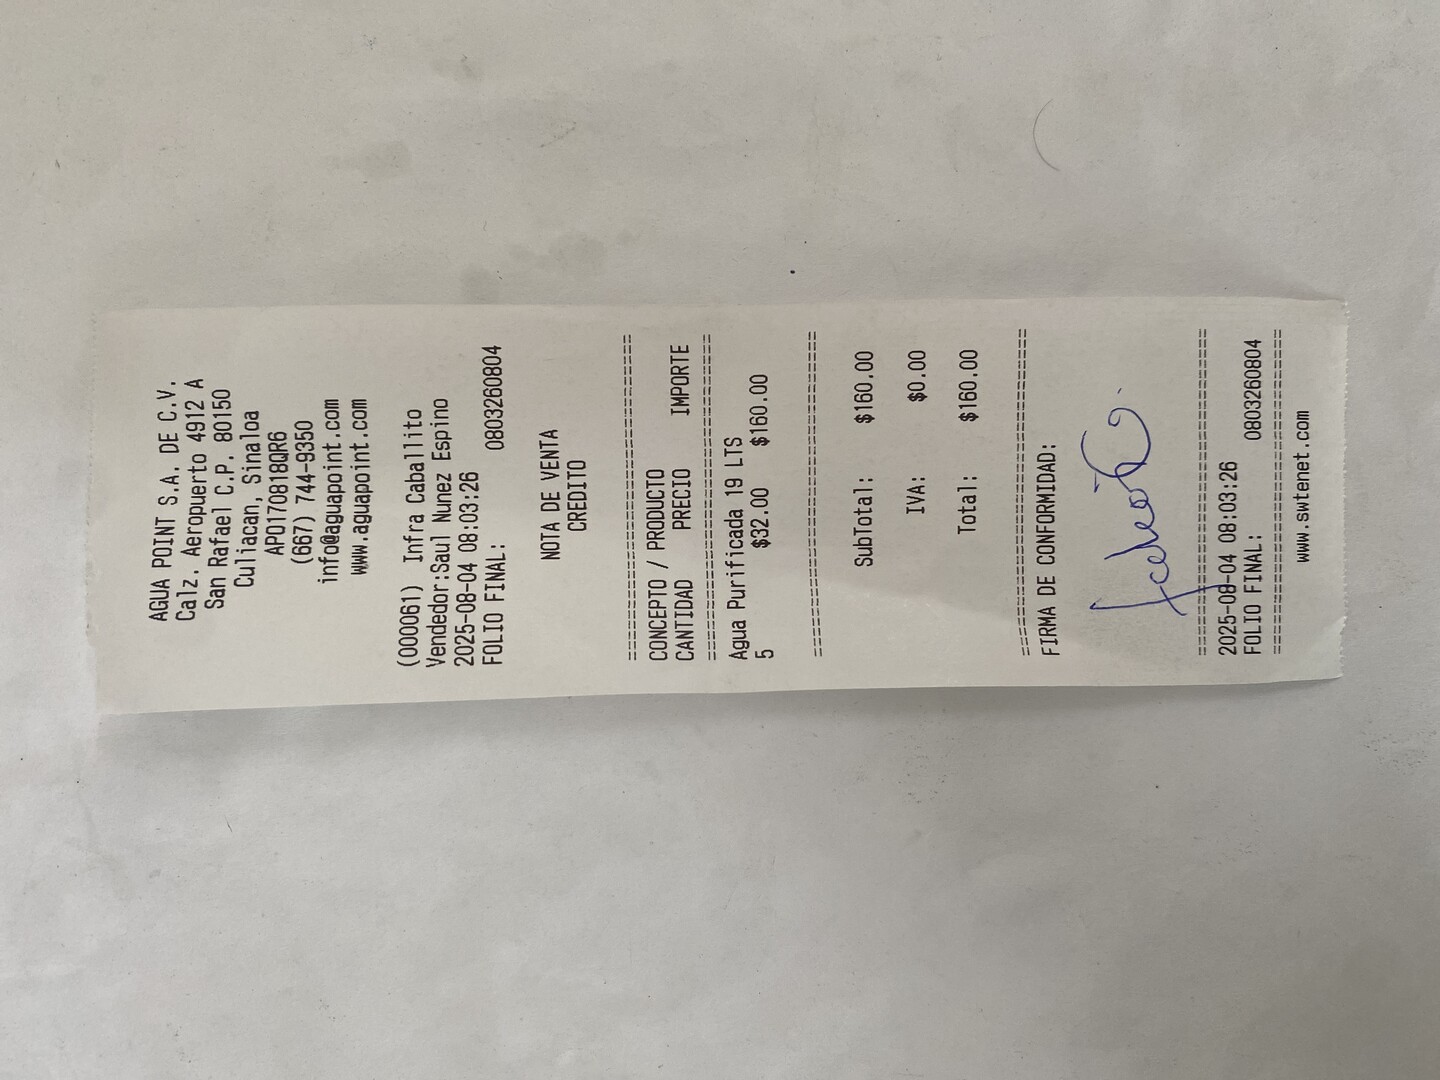 AGUA POINT S.A. DE C.V.
Calz. Aeropuerto 4912 A
San Rafael C.P. 80150
Culiacan, Sinaloa
APO170818QR6
(667) 744-9350
info@aguapoint.com
www.aguapoint.com
(000061) Infra Caballito
Vendedor:Saul Nunez Espino
2025-08-04 08:03:26
FOLIO FINAL: 0803260804
NOTA DE VENTA
CREDITO
================================
CONCEPTO / PRODUCTO
CANTIDAD PRECIO IMPORTE
================================
Agua Purificada 19 LTS
5 $32.00 $160.00
================================
SubTotal: $160.00
IVA: $0.00
Total: $160.00
================================
FIRMA DE CONFORMIDAD:
================================
2025-08-04 08:03:26
FOLIO FINAL: 0803260804
================================
www.swtenet.com